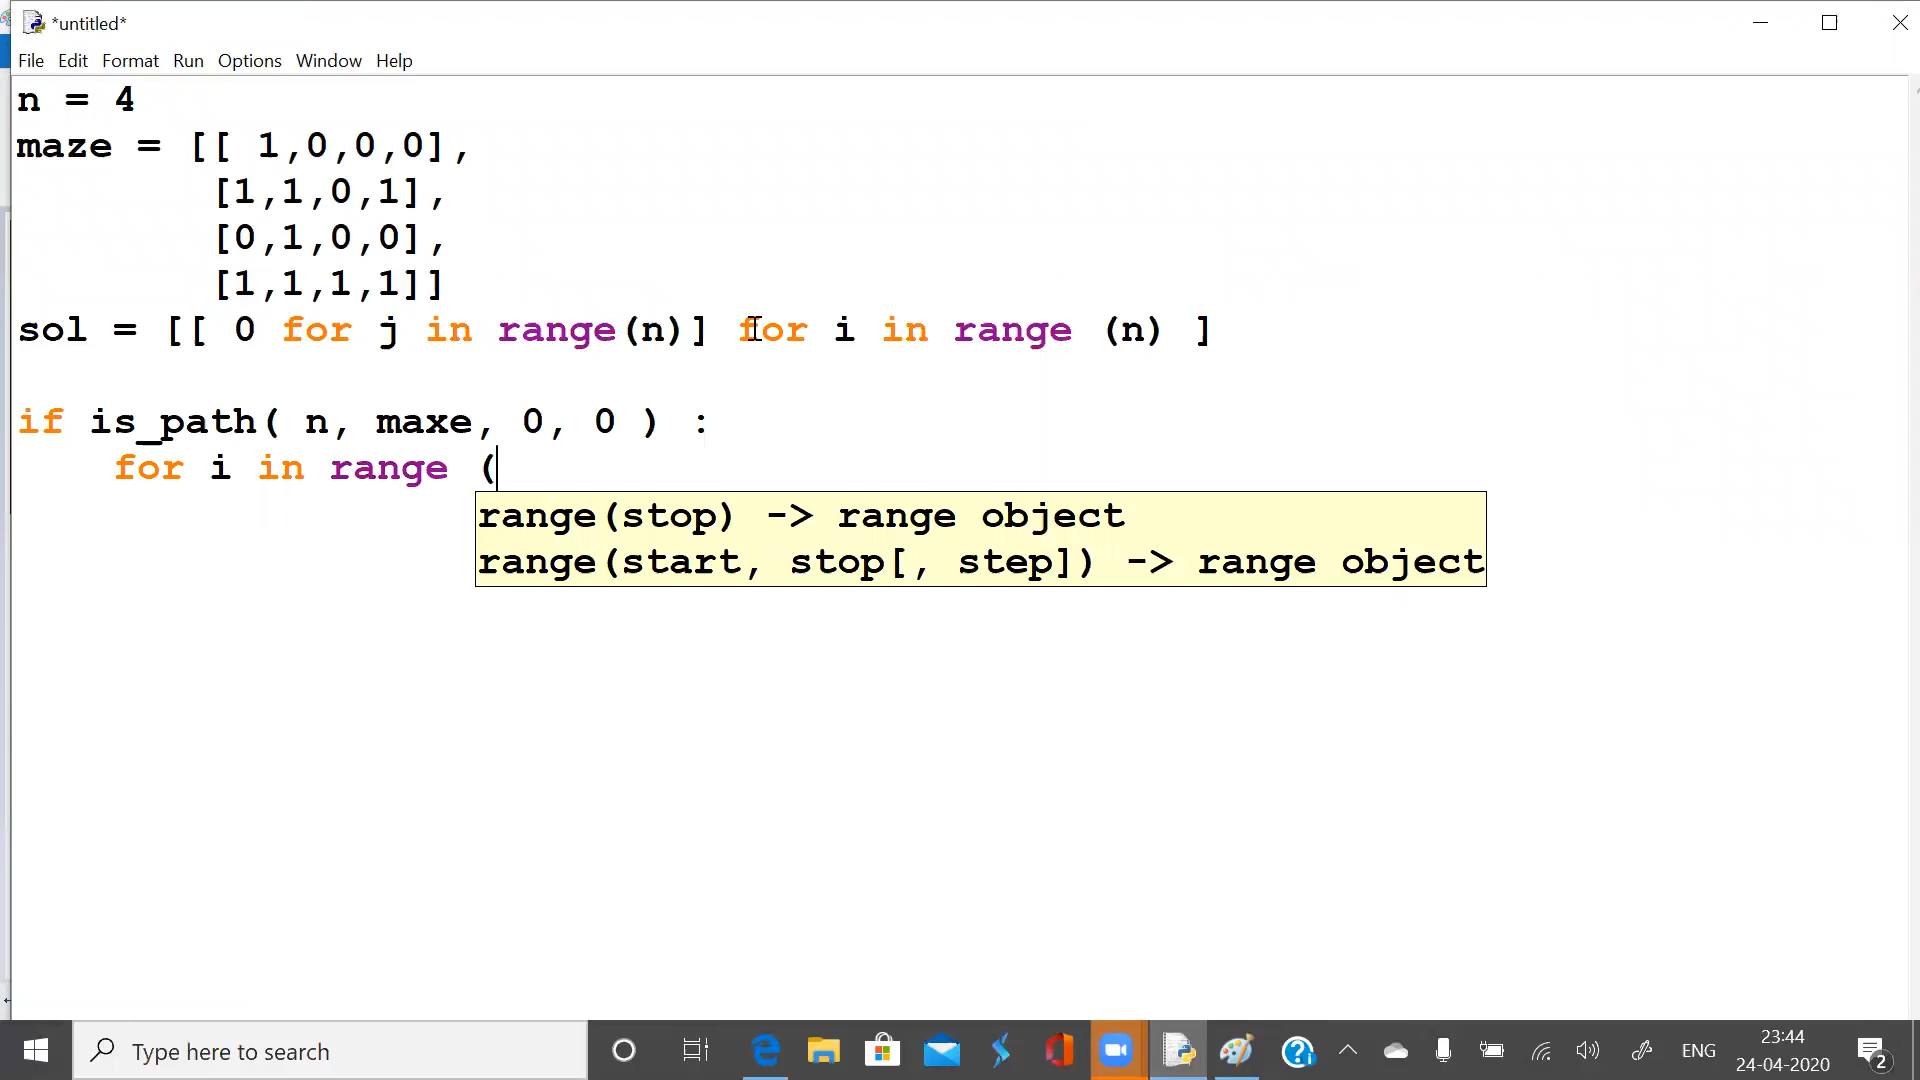 *untitled*
File Edit Format Run Options Window Help
n = 4
maze = [[ 1,0,0,0],
[1,1,0,1],
[0,1,0,0],
[1,1,1,1]]
sol = [[ 0 for j in range(n)] for i in range (n) ]
if is_path( n, maxe, 0, 0 ) :
for i in range (
range(stop) -> range object
range(start, stop[, step]) -> range object
Type here to search
ENG
23:44
24-04-2020
2